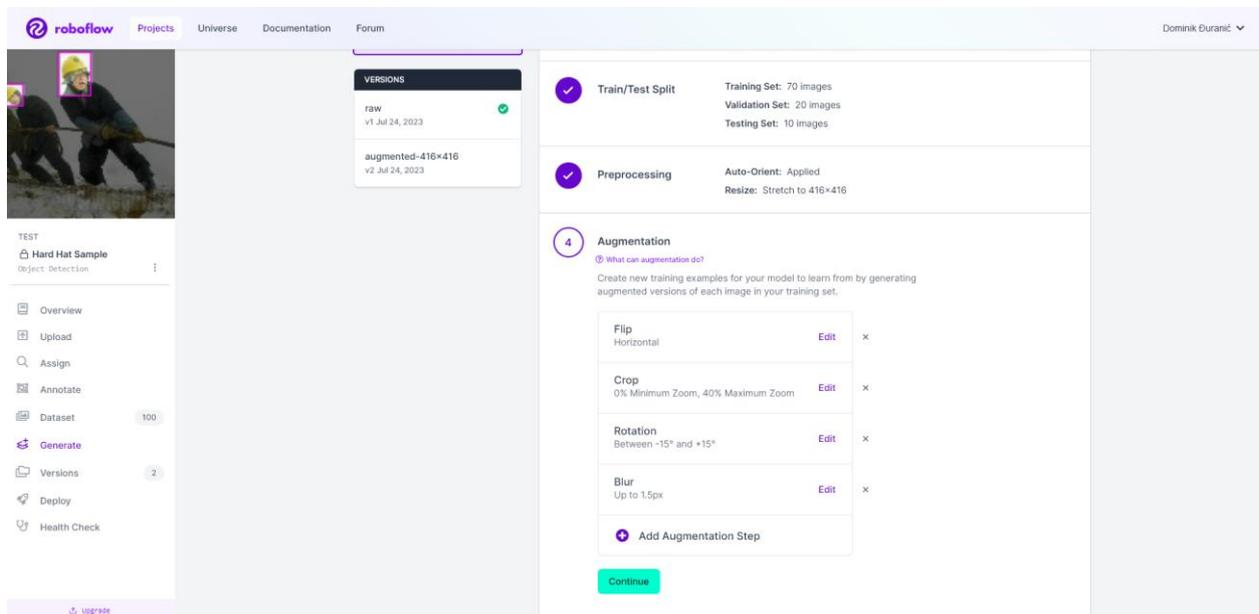 roboflow
Projects
Universe
Documentation
Forum
Dominik Đuranić
TEST
Hard Hat Sample
Object Detection
Overview
Upload
Assign
Annotate
Dataset 100
Generate
Versions 2
Deploy
Health Check
Upgrade
VERSIONS
raw
v1 Jul 24, 2023
augmented-416x416
v2 Jul 24, 2023
Train/Test Split
Training Set: 70 images
Validation Set: 20 images
Testing Set: 10 images
Preprocessing
Auto-Orient: Applied
Resize: Stretch to 416×416
4 Augmentation
What can augmentation do?
Create new training examples for your model to learn from by generating
augmented versions of each image in your training set.
Flip
Horizontal
Edit ×
Crop
0% Minimum Zoom, 40% Maximum Zoom
Edit ×
Rotation
Between -15° and +15°
Edit ×
Blur
Up to 1.5px
Edit ×
Add Augmentation Step
Continue